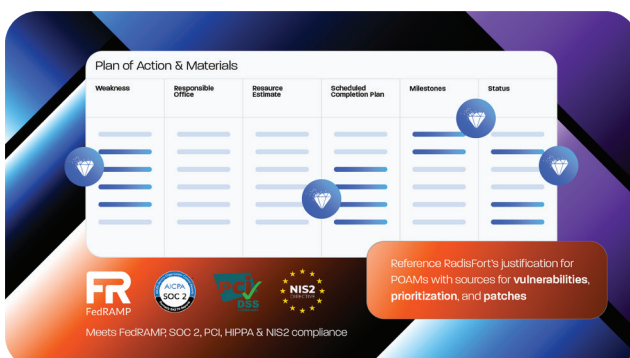 Plan of Action & Materials
Weakness
Responsible
Office
Resource
Estimate
Scheduled
Completion Plan
Milestones
Status
Reference RadisFort's justification for
POAMs with sources for vulnerabilities,
prioritization, and patches
FR
FedRAMP
AICPA
SOC 2
PCI
DSS
NIS2
DIRECTIVE
Meets FedRAMP, SOC 2, PCI, HIPPA & NIS2 compliance